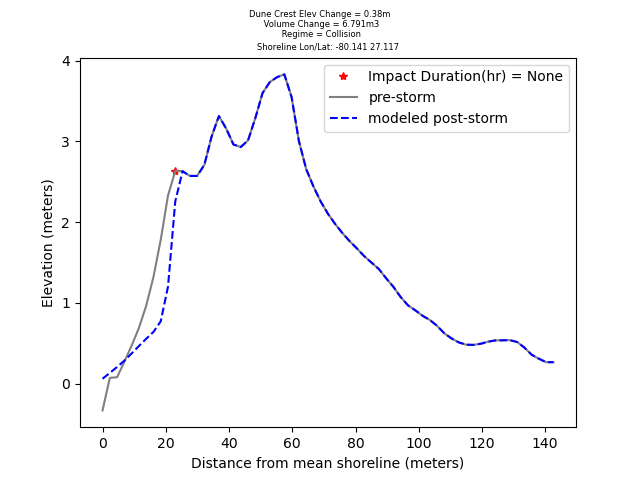 Dune Crest Elev Change = 0.38m
Volume Change = 6.791m3
Regime = Collision
Shoreline Lon/Lat: -80.141 27.117
Impact Duration(hr) = None
pre-storm
modeled post-storm
4
3
2
1
0
Elevation (meters)
0 20 40 60 80 100 120 140
Distance from mean shoreline (meters)